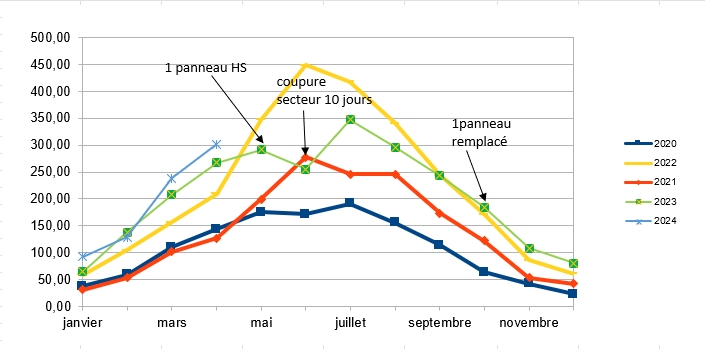 500,00
450,00
400,00
350,00
300,00
250,00
200,00
150,00
100,00
50,00
0,00
1 panneau HS
coupure
secteur 10 jours
1panneau
remplacé
janvier
mars
mai
juillet
septembre
novembre
2020
2022
2021
2023
2024